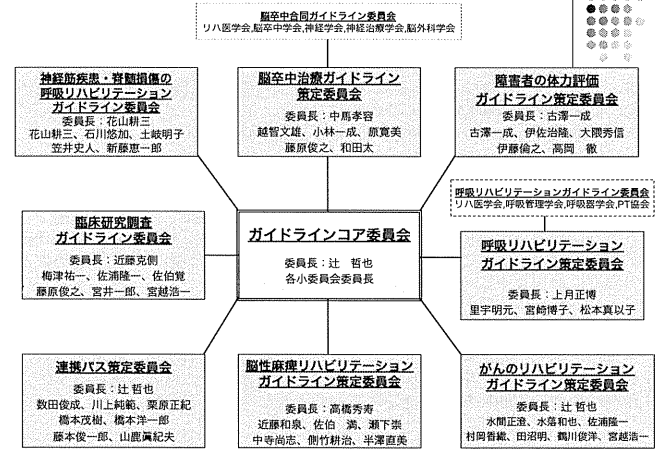 脳卒中合同ガイドライン委員会
リハ医学会,脳卒中学会,神経学会,神経治療学会,脳外科学会
神経筋疾患・脊髄損傷の
呼吸リハビリテーション
ガイドライン委員会
委員長：花山耕三
花山耕三、石川悠加、土岐明子
笠井史人、新藤恵一郎
脳卒中治療ガイドライン
策定委員会
委員長：中馬孝容
越智文雄、小林一成、原寛美
藤原俊之、和田太
障害者の体力評価
ガイドライン策定委員会
委員長：古澤一成
古澤一成、伊佐治隆、大隈秀信
伊藤倫之、高岡 徹
呼吸リハビリテーションガイドライン委員会
リハ医学会,呼吸管理学会,呼吸器学会,PT協会
臨床研究調査
ガイドライン委員会
委員長：近藤克則
梅津祐一、佐浦隆一、佐伯覚
藤原俊之、宮井一郎、宮越浩一
ガイドラインコア委員会
委員長：辻 哲也
各小委員会委員長
呼吸リハビリテーション
ガイドライン策定委員会
委員長：上月正博
里宇明元、宮崎博子、松本真以子
連携パス策定委員会
委員長：辻 哲也
数田俊成、川上純範、栗原正紀
橋本茂樹、橋本洋一郎
藤本俊一郎、山鹿眞紀夫
脳性麻痺リハビリテーション
ガイドライン策定委員会
委員長：高橋秀寿
近藤和泉、佐伯 満、瀬下崇
中寺尚志、側竹耕治、半澤直美
がんのリハビリテーション
ガイドライン策定委員会
委員長：辻 哲也
水間正澄、水落和也、佐浦隆一
村岡香織、田沼明、鶴川俊洋、宮越浩一